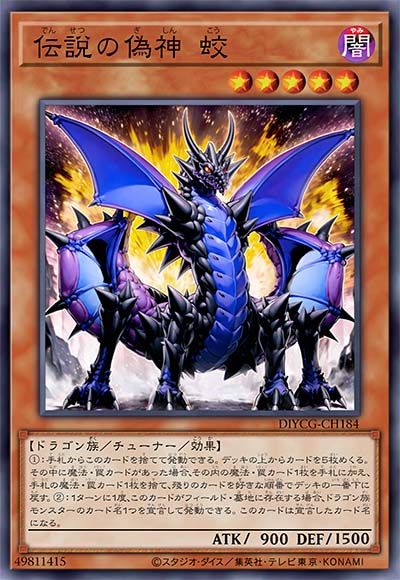 でん せつ ぎ しん こう
伝説の偽神 蛟
やみ
闇
DIYCG-CH184
【ドラゴン族／チューナー／効果】
①：手札からこのカードを捨てて発動できる。デッキの上からカードを5枚めくる。
その中に魔法・罠カードがあった場合、その内の魔法・罠カード1枚を手札に加え、
手札の魔法・罠カード1枚を捨て、残りのカードを好きな順番でデッキの一番下に
戻す。②：1ターンに1度、このカードがフィールド・墓地に存在する場合、ドラゴン族
モンスターのカード名1つを宣言して発動できる。このカードは宣言したカード
名になる。
ATK/ 900 DEF/1500
49811415
©スタジオ・ダイス/集英社・テレビ東京・KONAMI